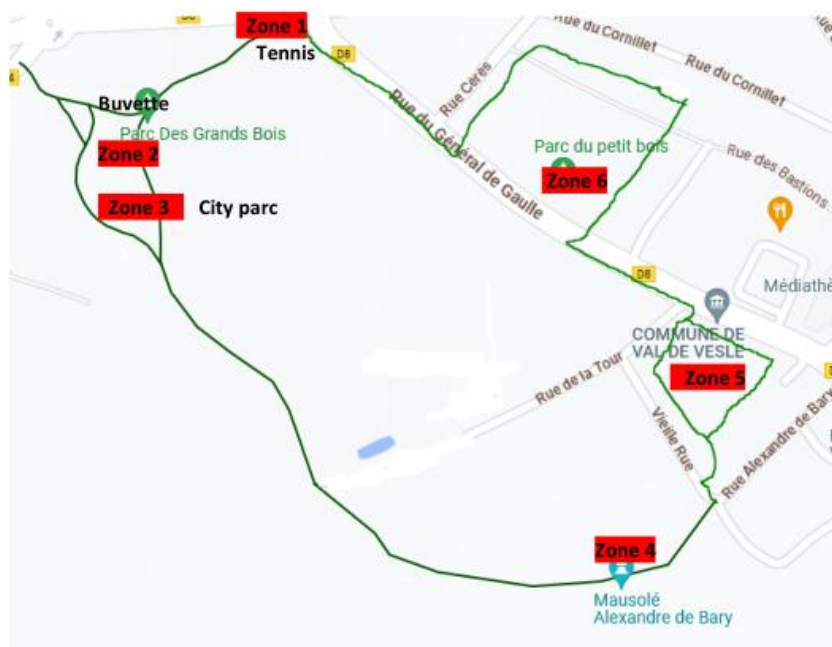 Zone 1
Tennis
D8
Rue du Cornillet
Rue du Cornillet
Rue Cérès
Buvette
Parc Des Grands Bois
Rue du Général de Gaulle
Parc du petit bois
Rue des Bastions
Zone 2
Zone 6
Zone 3
City parc
D8
Médiathè
COMMUNE DE
VAL DE VESLE
Rue de la Tour
Zone 5
Vieille Rue
Rue Alexandre de Bary
Zone 4
Mausolé
Alexandre de Bary